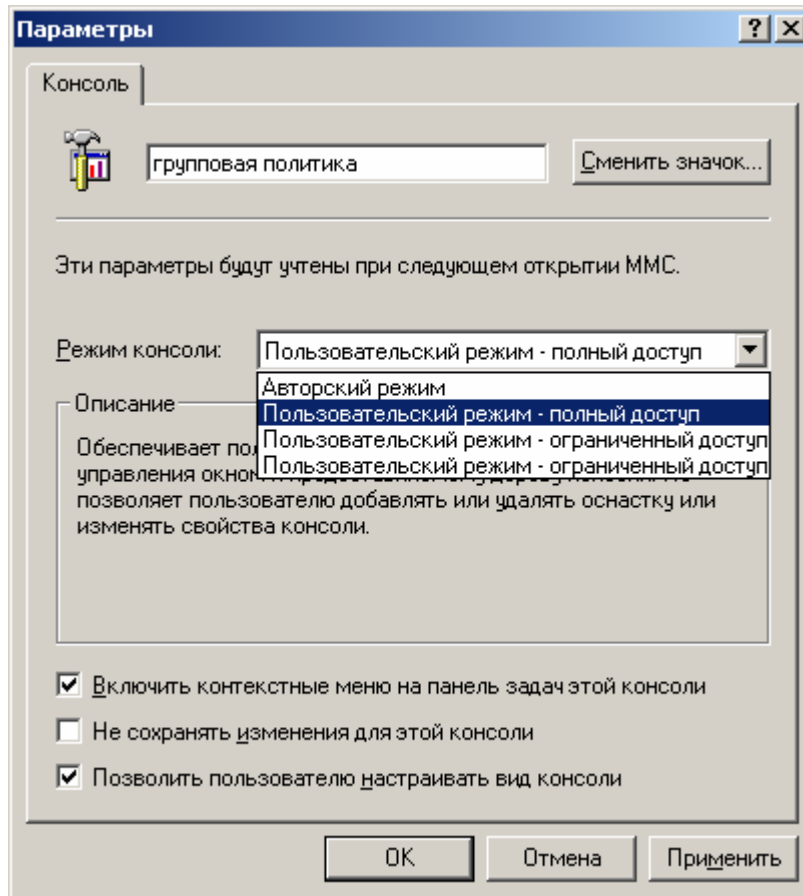 Параметры
Консоль
групповая политика
Сменить значок...
Эти параметры будут учтены при следующем открытии MMC.
Режим консоли:
Пользовательский режим - полный доступ
Авторский режим
Пользовательский режим - полный доступ
Пользовательский режим - ограниченный доступ
Пользовательский режим - ограниченный доступ
Описание
Обеспечивает
управления окном
позволяет пользователю добавлять или удалять оснастку или
изменять свойства консоли.
Включить контекстные меню на панель задач этой консоли
Не сохранять изменения для этой консоли
Позволить пользователю настраивать вид консоли
OK
Отмена
Применить